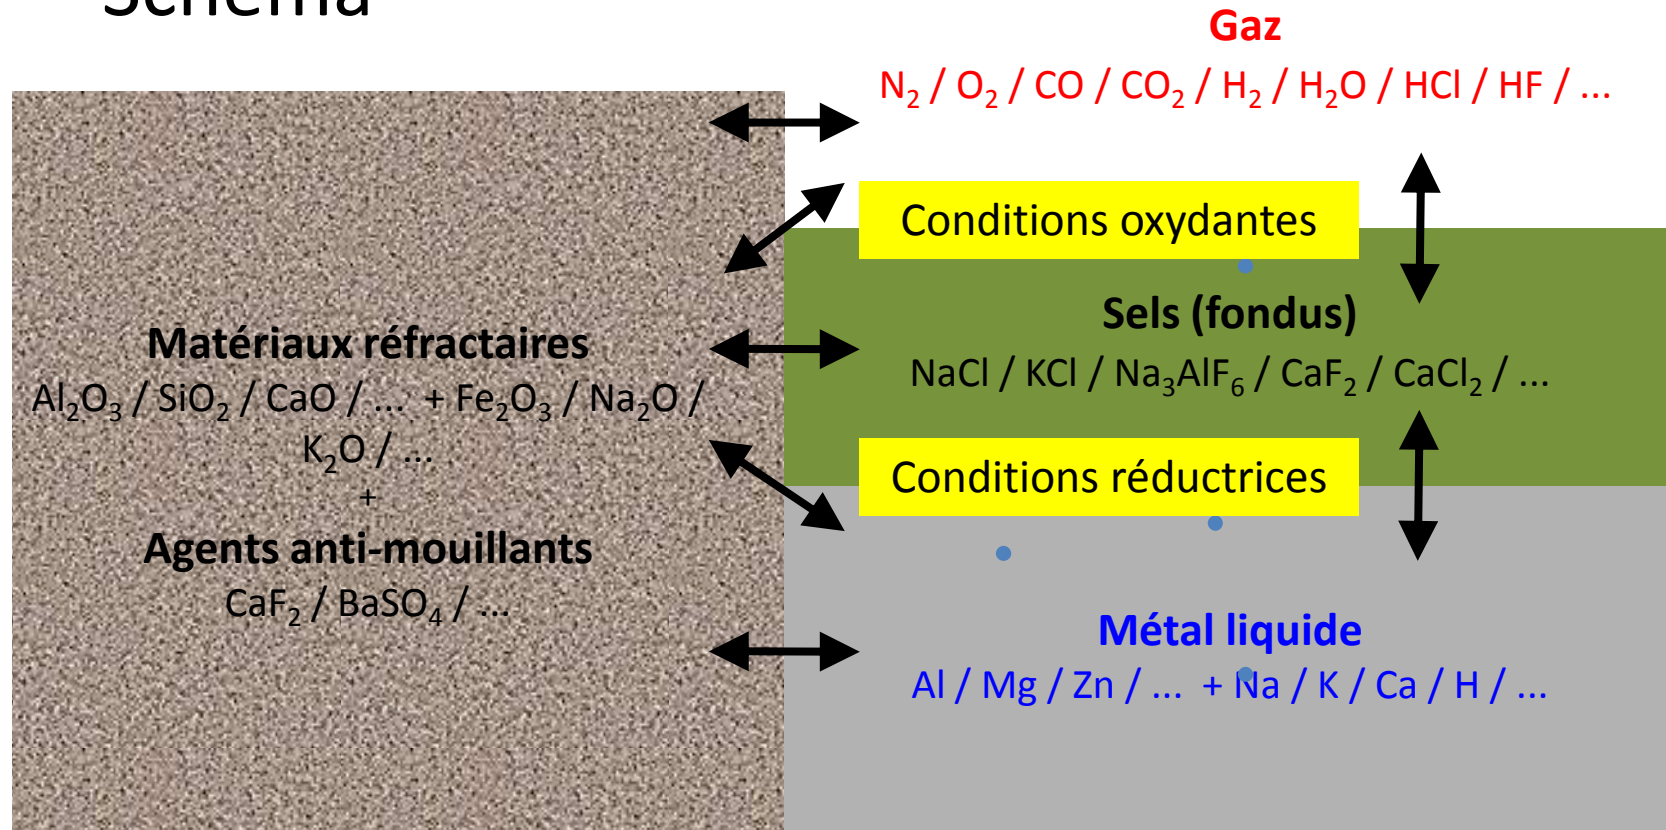 Schéma
Gaz
N₂ / O₂ / CO / CO₂ / H₂ / H₂O / HCl / HF / ...
Conditions oxydantes
Sels (fondus)
NaCl / KCl / Na₃AlF₆ / CaF₂ / CaCl₂ / ...
Matériaux réfractaires
Al₂O₃ / SiO₂ / CaO / ... + Fe₂O₃ / Na₂O /
K₂O / ...
+
Agents anti-mouillants
CaF₂ / BaSO₄ / ...
Conditions réductrices
Métal liquide
Al / Mg / Zn / ... + Na / K / Ca / H / ...